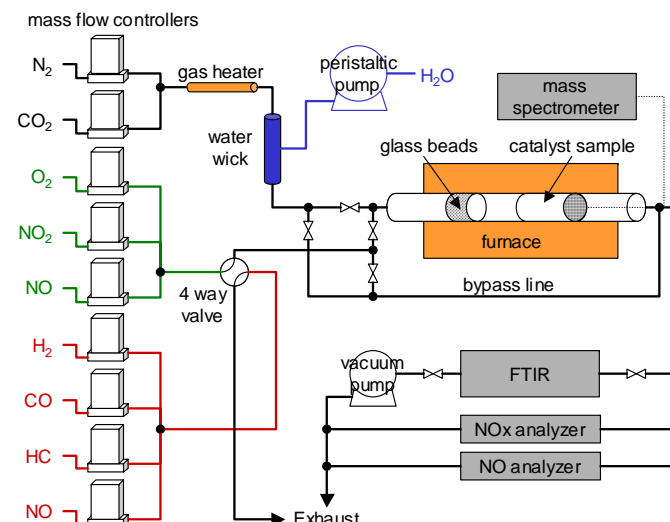 mass flow controllers
N2
CO2
O2
NO2
NO
H2
CO
HC
NO
gas heater
water
wick
peristaltic
pump
H2O
mass
spectrometer
glass beads
catalyst sample
furnace
bypass line
4 way
valve
vacuum
pump
FTIR
NOx analyzer
NO analyzer
Exhaust